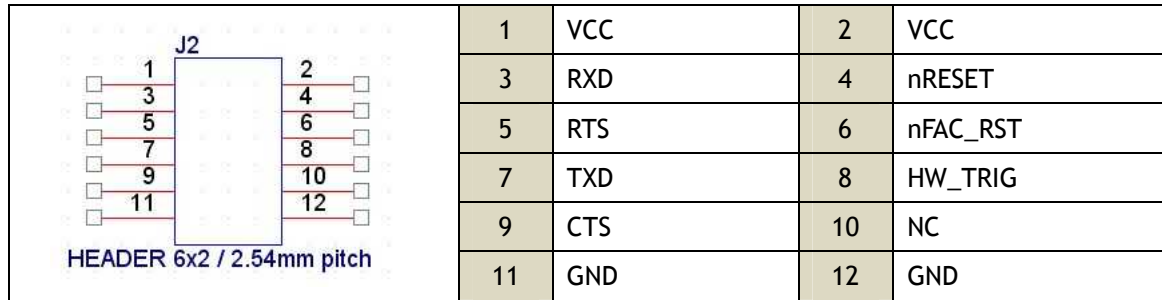 J2
1 2
3 4
5 6
7 8
9 10
11 12
HEADER 6x2 / 2.54mm pitch
1 VCC 2 VCC
3 RXD 4 nRESET
5 RTS 6 nFAC_RST
7 TXD 8 HW_TRIG
9 CTS 10 NC
11 GND 12 GND